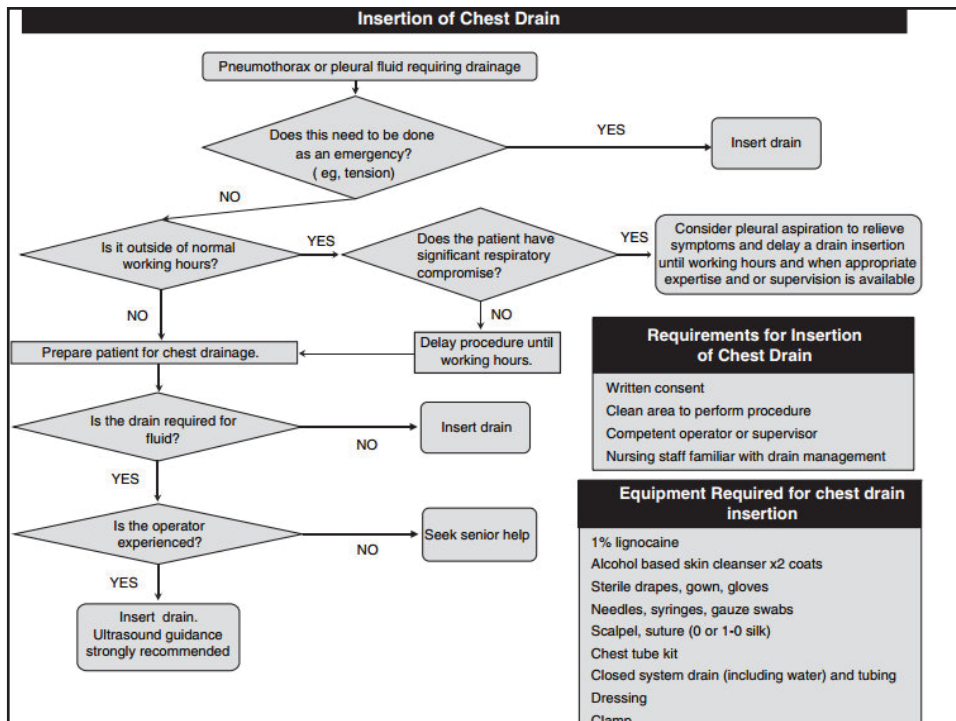 Insertion of Chest Drain
Pneumothorax or pleural fluid requiring drainage
Does this need to be done
as an emergency?
( eg, tension)
YES
Insert drain
NO
Is it outside of normal
working hours?
YES
Does the patient have
significant respiratory
compromise?
YES
Consider pleural aspiration to relieve
symptoms and delay a drain insertion
until working hours and when appropriate
expertise and or supervision is available
NO
NO
Prepare patient for chest drainage.
Delay procedure until
working hours.
Is the drain required for
fluid?
NO
Insert drain
YES
Is the operator
experienced?
NO
Seek senior help
YES
Insert drain.
Ultrasound guidance
strongly recommended
Requirements for Insertion
of Chest Drain
Written consent
Clean area to perform procedure
Competent operator or supervisor
Nursing staff familiar with drain management
Equipment Required for chest drain
insertion
1% lignocaine
Alcohol based skin cleanser x2 coats
Sterile drapes, gown, gloves
Needles, syringes, gauze swabs
Scalpel, suture (0 or 1-0 silk)
Chest tube kit
Closed system drain (including water) and tubing
Dressing
Clamp